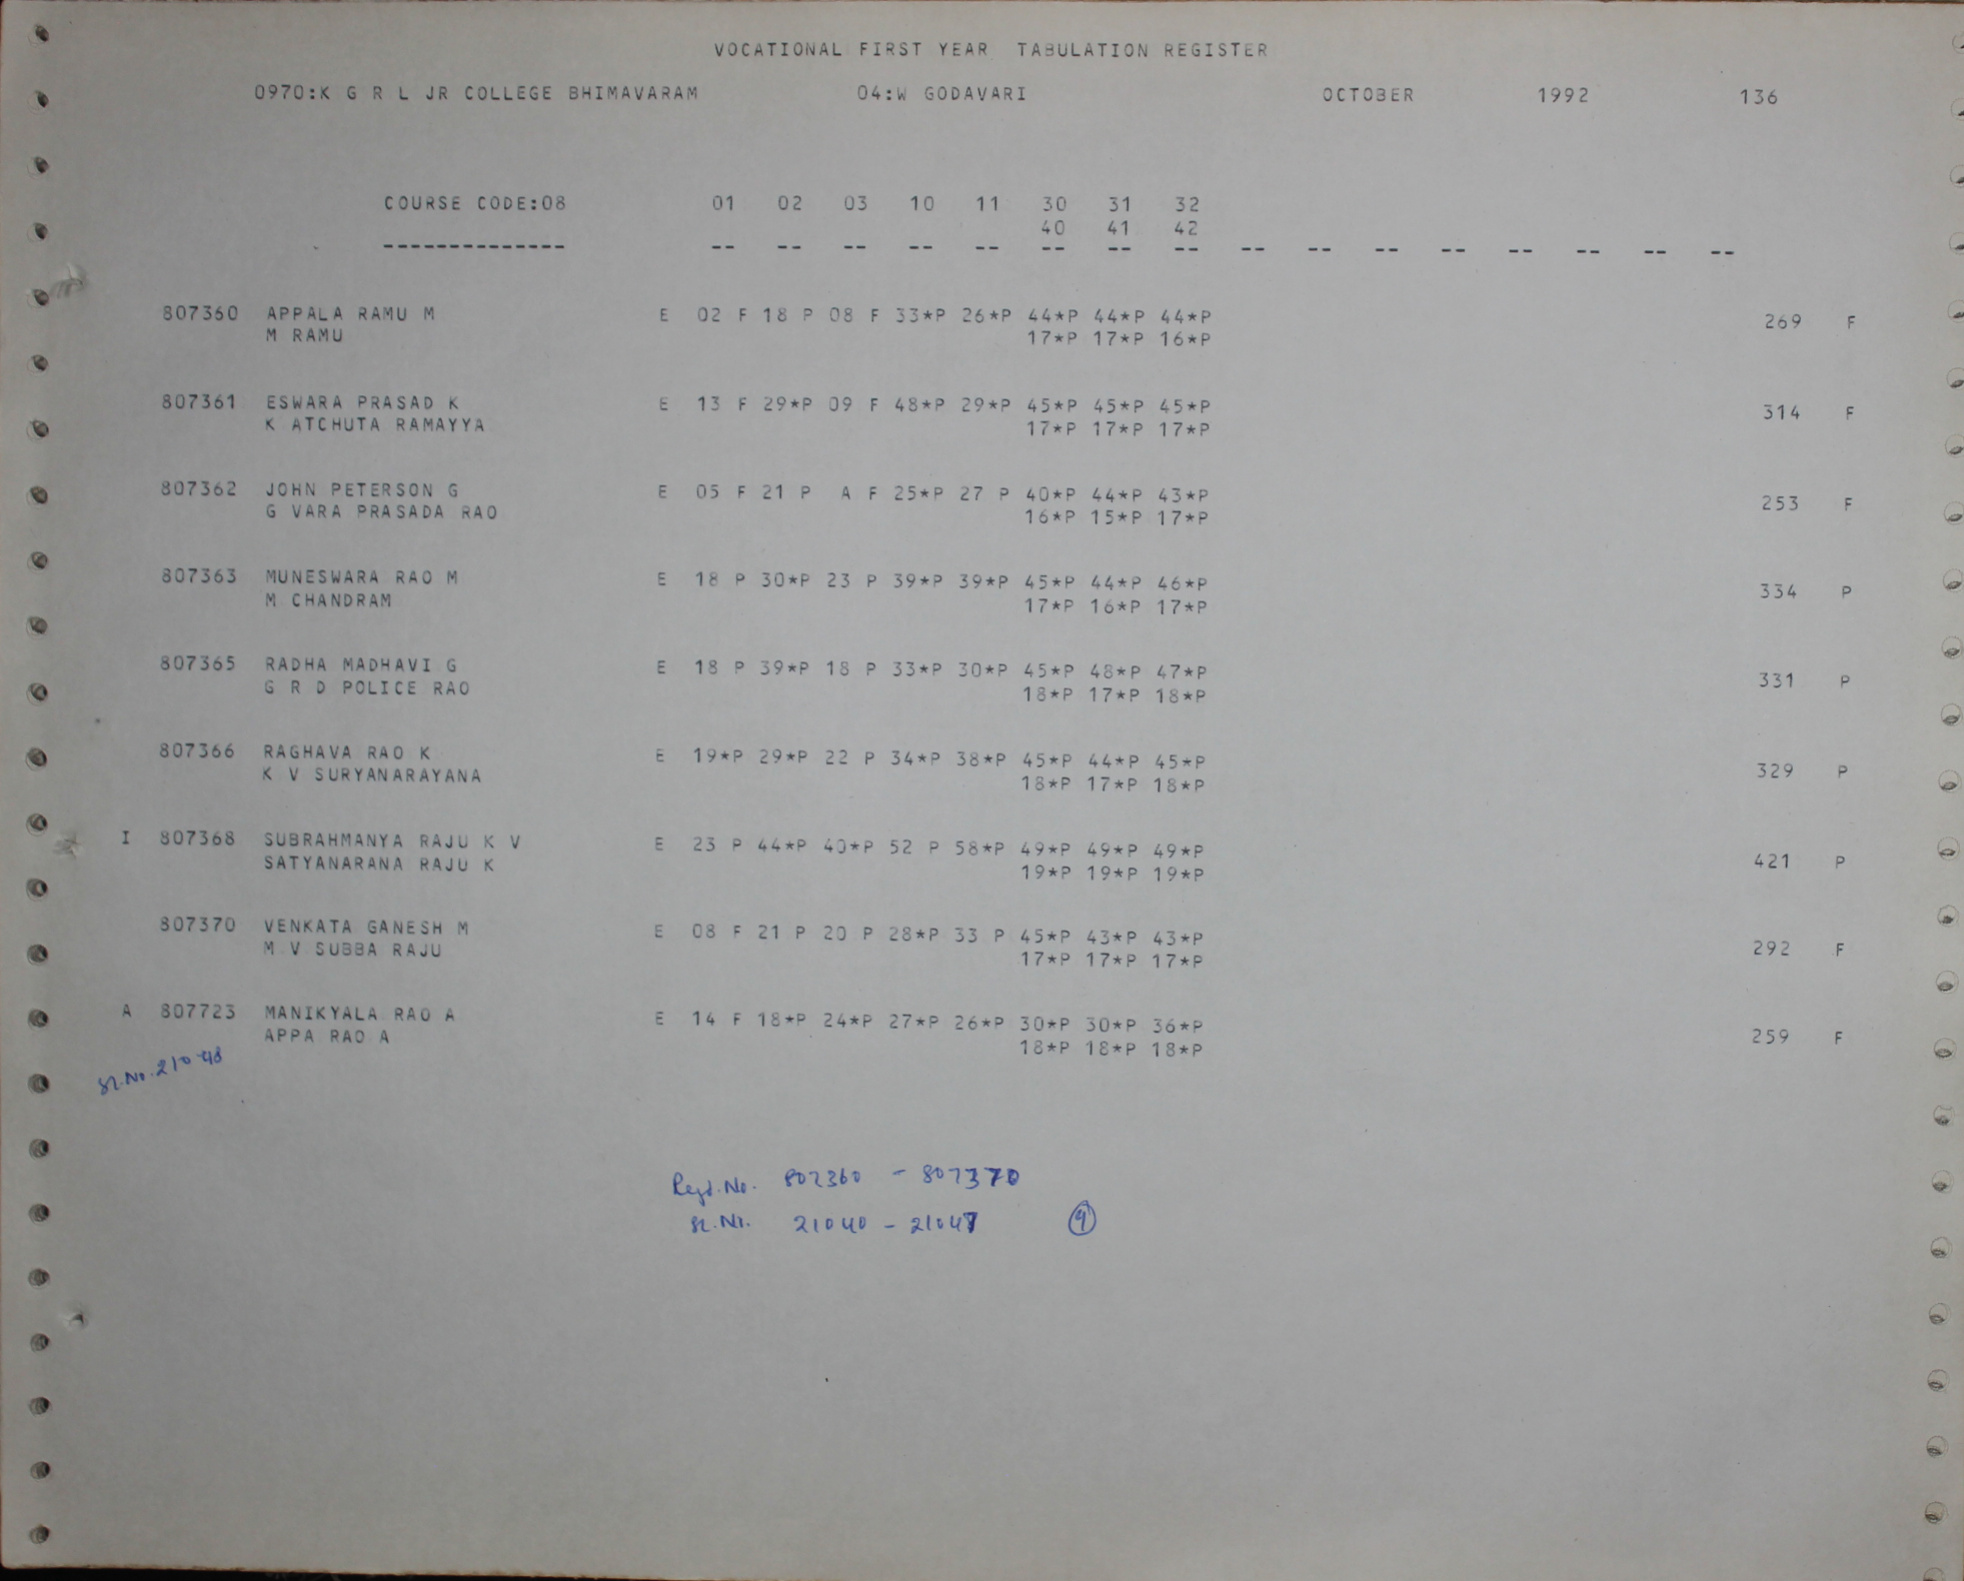 VOCATIONAL FIRST YEAR TABULATION REGISTER
0970:K G R L JR COLLEGE BHIMAVARAM 04:W GODAVARI OCTOBER 1992 136
COURSE CODE:08 01 02 03 10 11 30 31 32
40 41 42
-------------- -- -- -- -- -- -- -- -- -- -- -- -- -- -- -- --
807360 APPALA RAMU M E 02 F 18 P 08 F 33*P 26*P 44*P 44*P 44*P 269 F
M RAMU 17*P 17*P 16*P
807361 ESWARA PRASAD K E 13 F 29*P 09 F 48*P 29*P 45*P 45*P 45*P 314 F
K ATCHUTA RAMAYYA 17*P 17*P 17*P
807362 JOHN PETERSON G E 05 F 21 P A F 25*P 27 P 40*P 44*P 43*P 253 F
G VARA PRASADA RAO 16*P 15*P 17*P
807363 MUNESWARA RAO M E 18 P 30*P 23 P 39*P 39*P 45*P 44*P 46*P 334 P
M CHANDRAM 17*P 16*P 17*P
807365 RADHA MADHAVI G E 18 P 39*P 18 P 33*P 30*P 45*P 48*P 47*P 331 P
G R D POLICE RAO 18*P 17*P 18*P
807366 RAGHAVA RAO K E 19*P 29*P 22 P 34*P 38*P 45*P 44*P 45*P 329 P
K V SURYANARAYANA 18*P 17*P 18*P
I 807368 SUBRAHMANYA RAJU K V E 23 P 44*P 40*P 52 P 58*P 49*P 49*P 49*P 421 P
SATYANARANA RAJU K 19*P 19*P 19*P
807370 VENKATA GANESH M E 08 F 21 P 20 P 28*P 33 P 45*P 43*P 43*P 292 F
M V SUBBA RAJU 17*P 17*P 17*P
A 807723 MANIKYALA RAO A E 14 F 18*P 24*P 27*P 26*P 30*P 30*P 36*P 259 F
APPA RAO A 18*P 18*P 18*P
Sl.No.21048
Regd.No. 807360 - 807370
Sl.No. 21040 - 21047 9